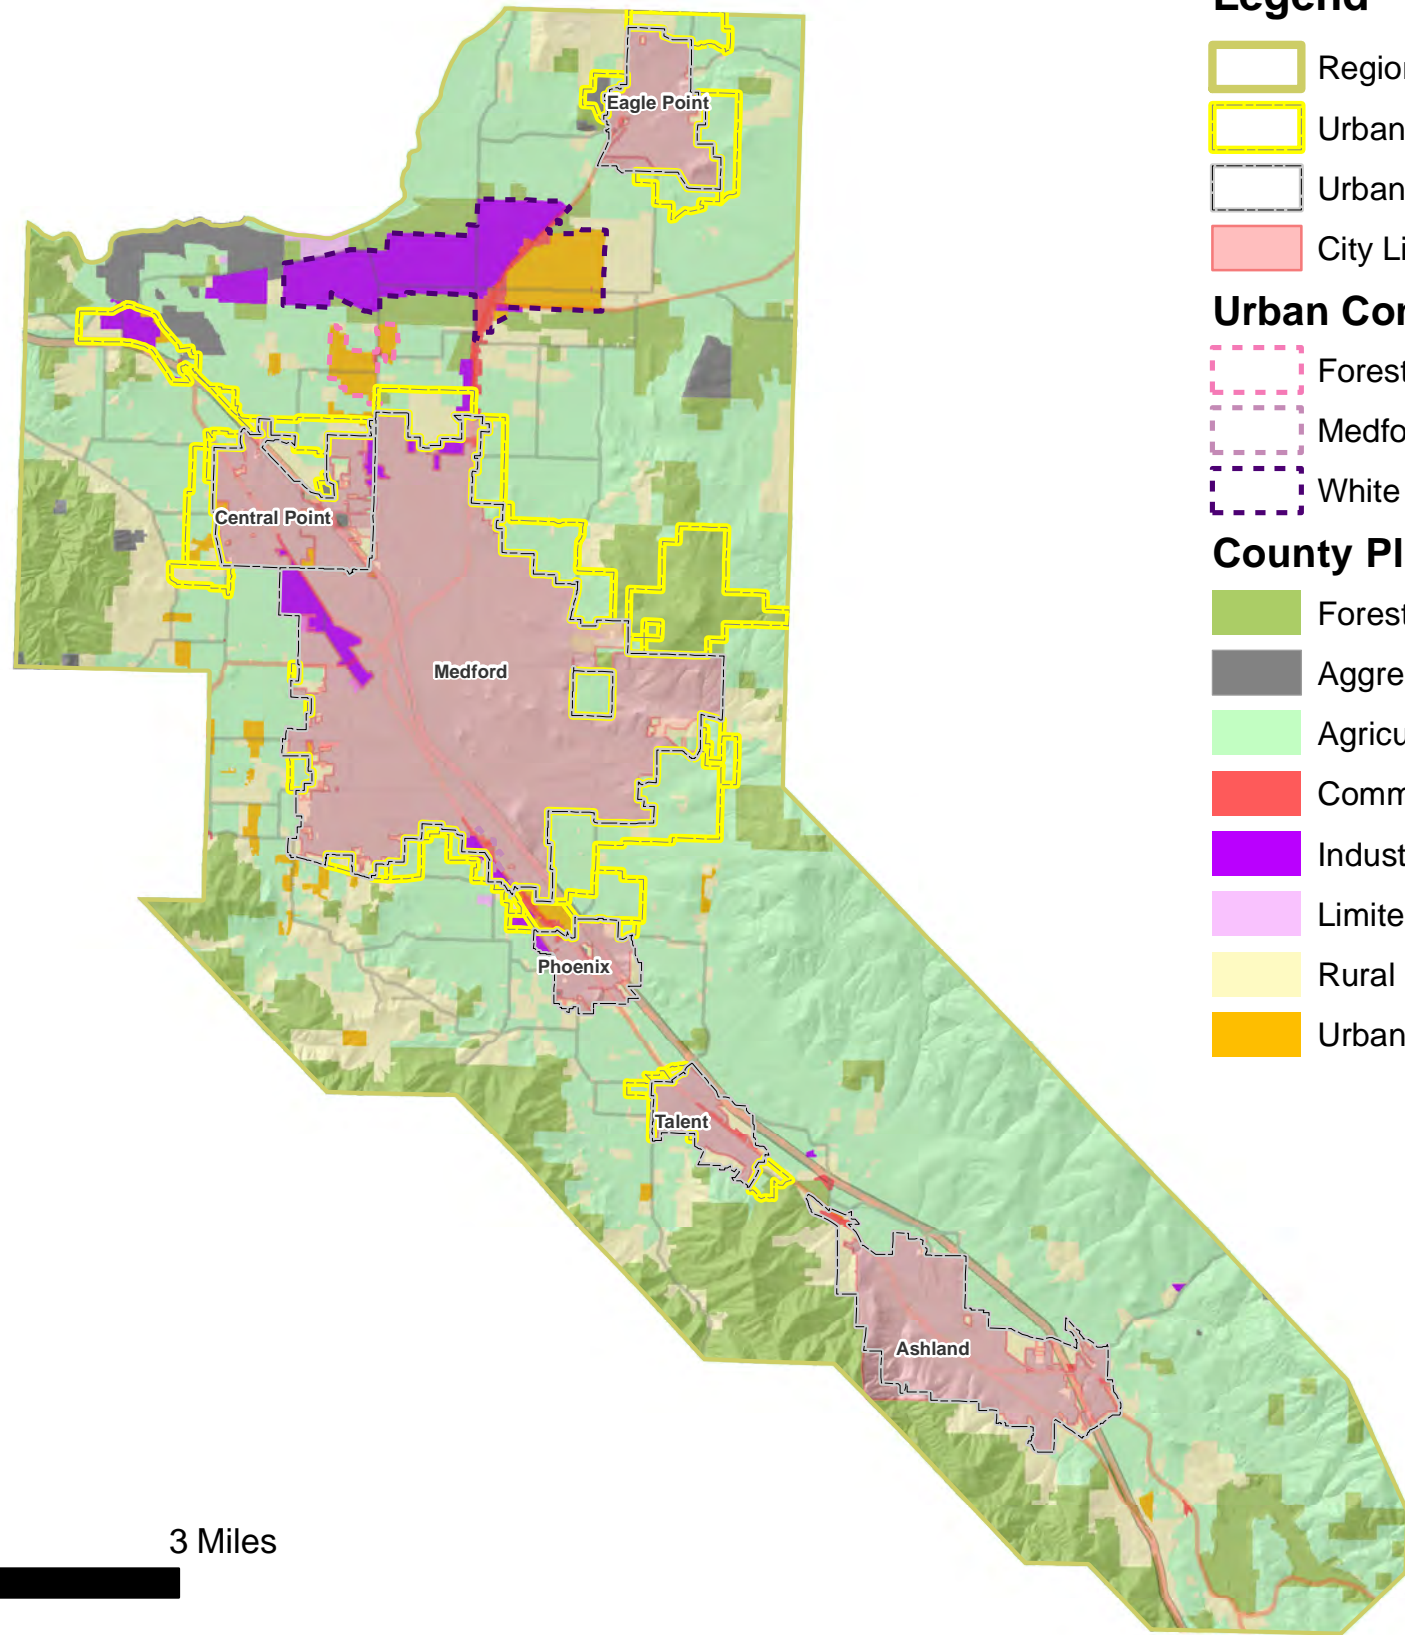 Legend
Region
Urban
Urban
City Li
Urban Con
Forest
Medfo
White
County Pl
Forest
Aggre
Agricu
Comm
Indust
Limite
Rural
Urban
Eagle Point
Central Point
Medford
Phoenix
Talent
Ashland
3 Miles